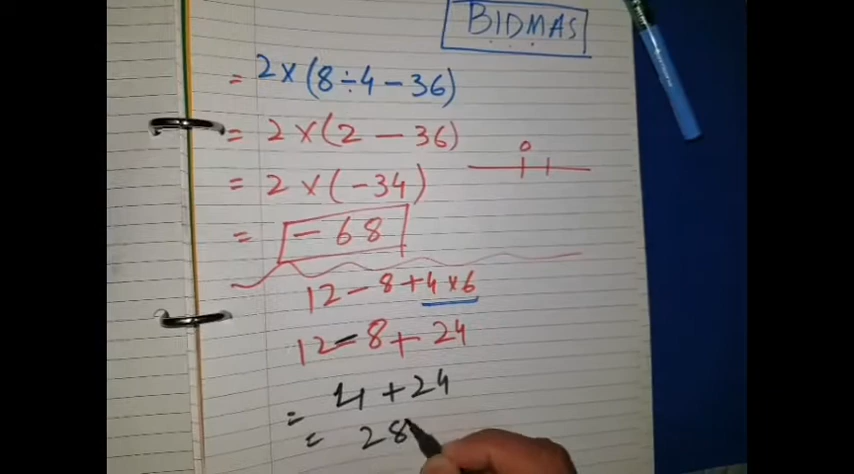 BIDMAS
= 2 × (8 ÷ 4 − 36)
= 2 × (2 − 36)
0
= 2 × (−34)
= −68
12 − 8 + 4 × 6
12 − 8 + 24
= 4 + 24
= 28